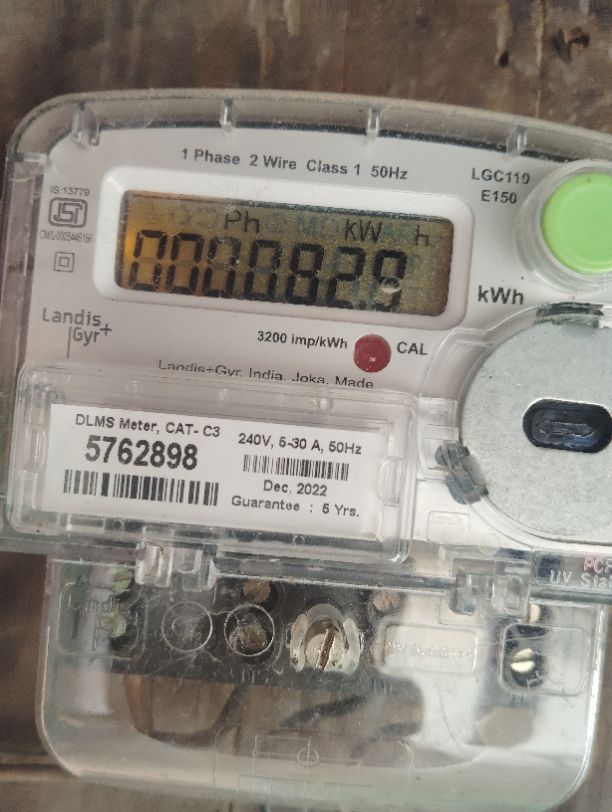 1 Phase 2 Wire Class 1 50Hz
LGC110
E150
IS 13779
Ph kW h
0000829
kWh
Landis
Gyr+
3200 imp/kWh
CAL
Landis+Gyr, India, Joka, Made
DLMS Meter, CAT- C3
5762898
240V, 5-30 A, 50Hz
Dec, 2022
Guarantee : 5 Yrs.
UV